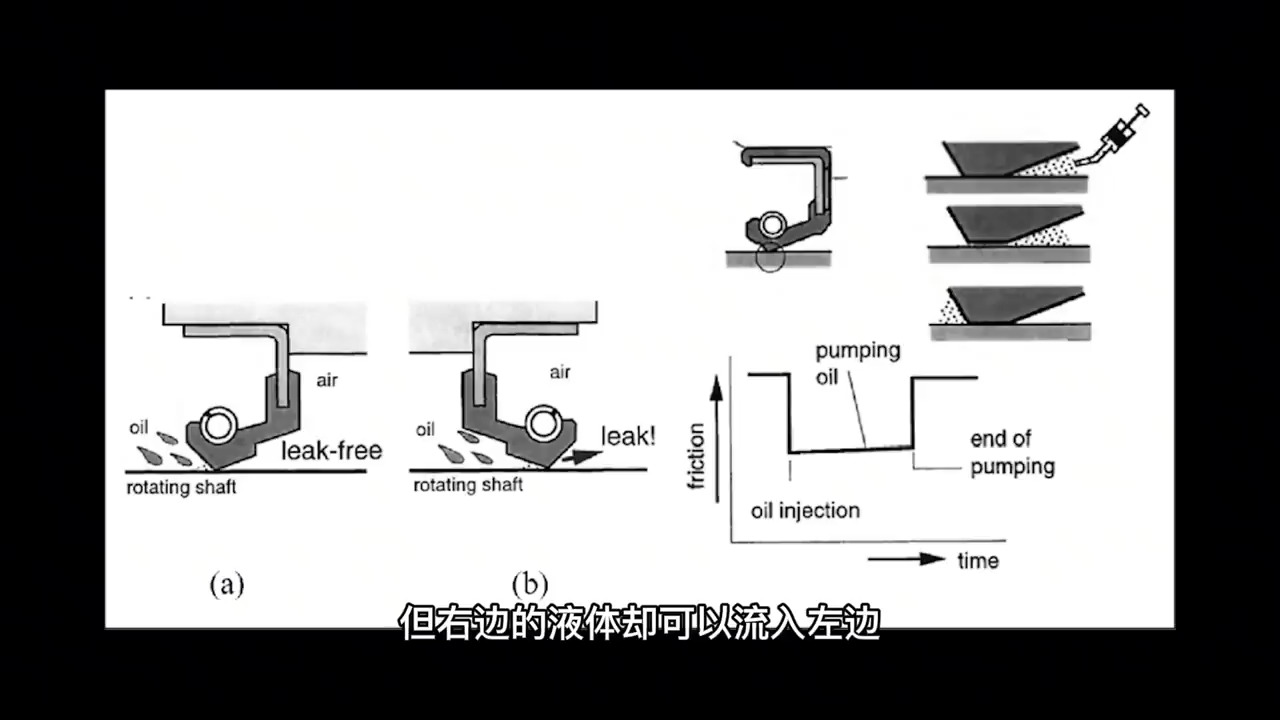 air
oil
leak-free
rotating shaft
(a)
air
oil
leak!
rotating shaft
(b)
pumping
oil
friction
end of
pumping
oil injection
time
但右边的液体却可以流入左边